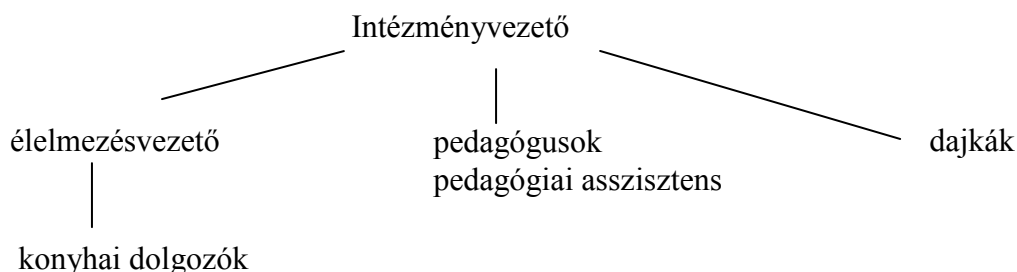 Intézményvezető
élelmezésvezető
pedagógusok
dajkák
pedagógiai asszisztens
konyhai dolgozók